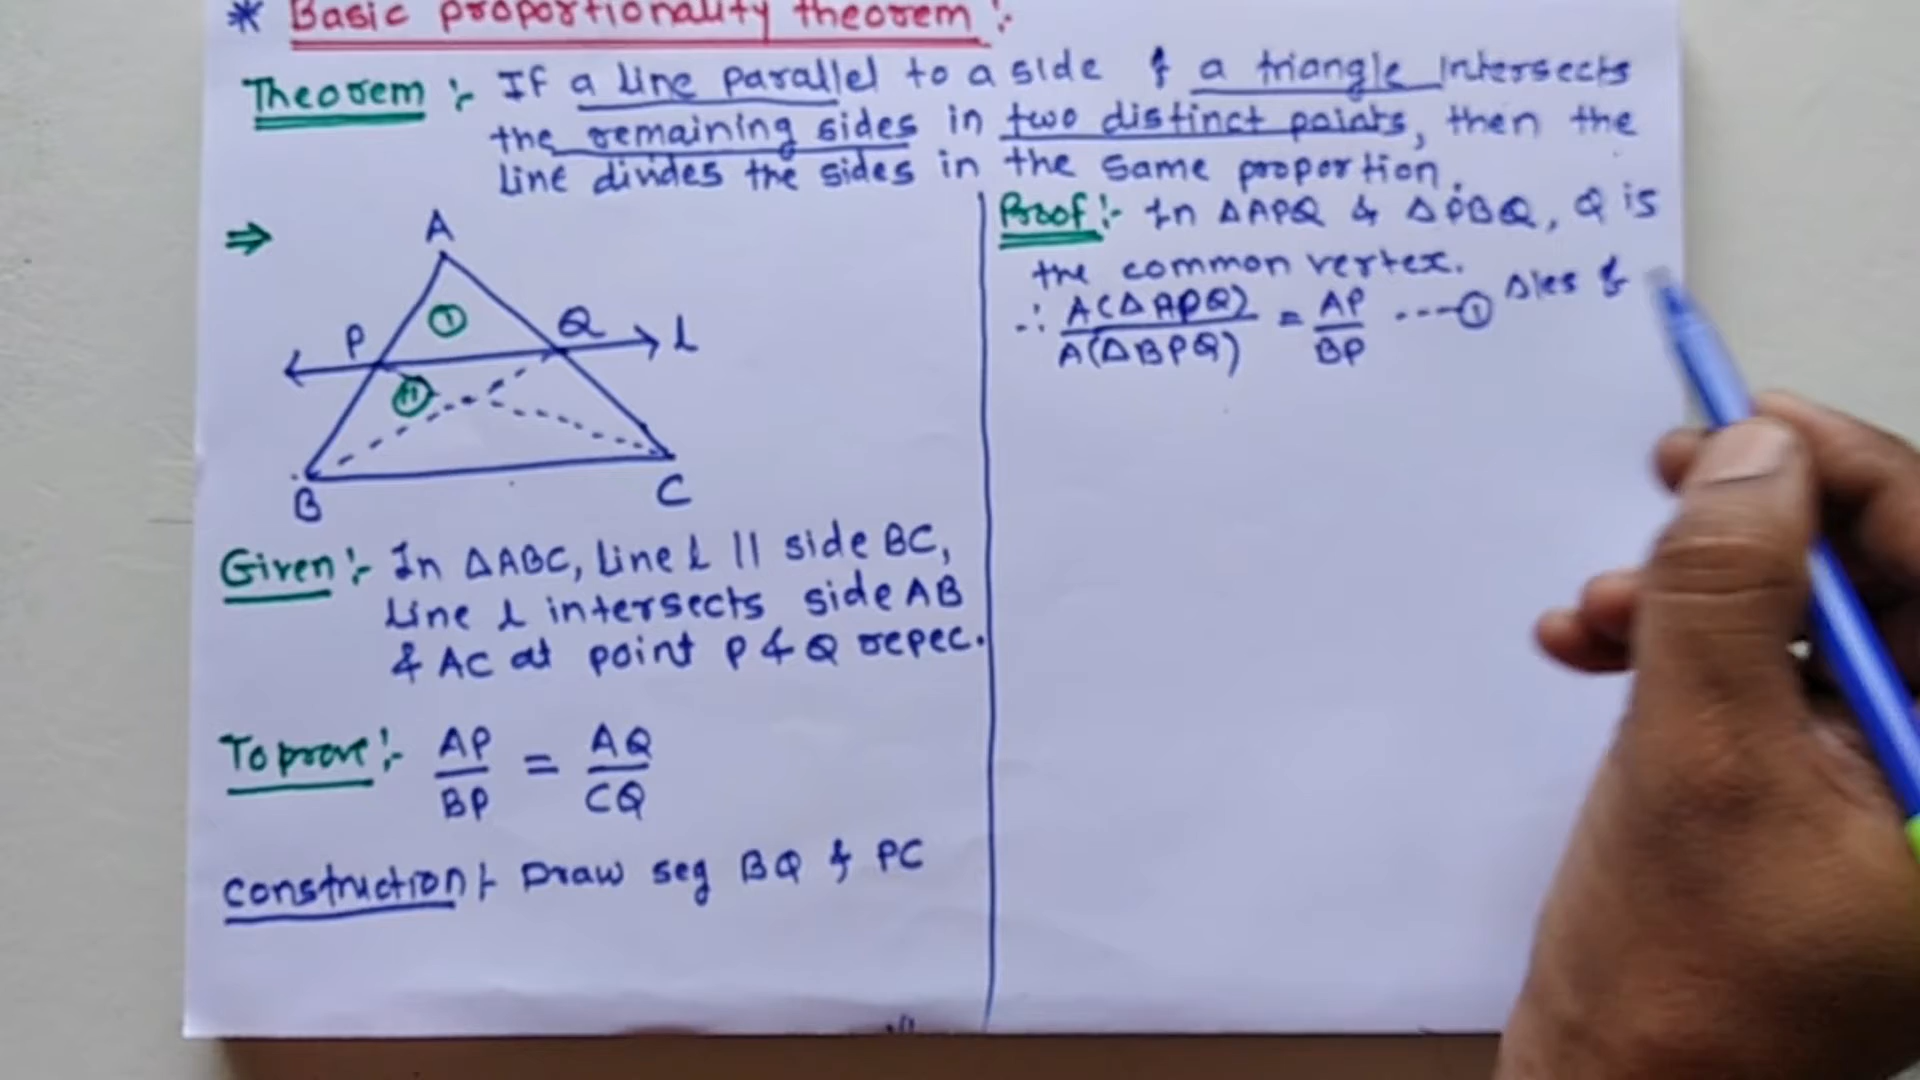 * Basic proportionality theorem :-
Theorem :- If a line parallel to a side & a triangle intersects
the remaining sides in two distinct points, then the
line divides the sides in the same proportion.
⇒
A
P
Q
l
I
II
B
C
Given :- In ΔABC, line l || side BC,
Line l intersects side AB
& AC at point P & Q repec.
To prove :- AP/BP = AQ/CQ
Construction :- Draw seg BQ & PC
Proof :- In ΔAPQ & ΔPBQ, Q is
the common vertex.
∴ A(ΔAPQ)/A(ΔBPQ) = AP/BP ----① Δles &